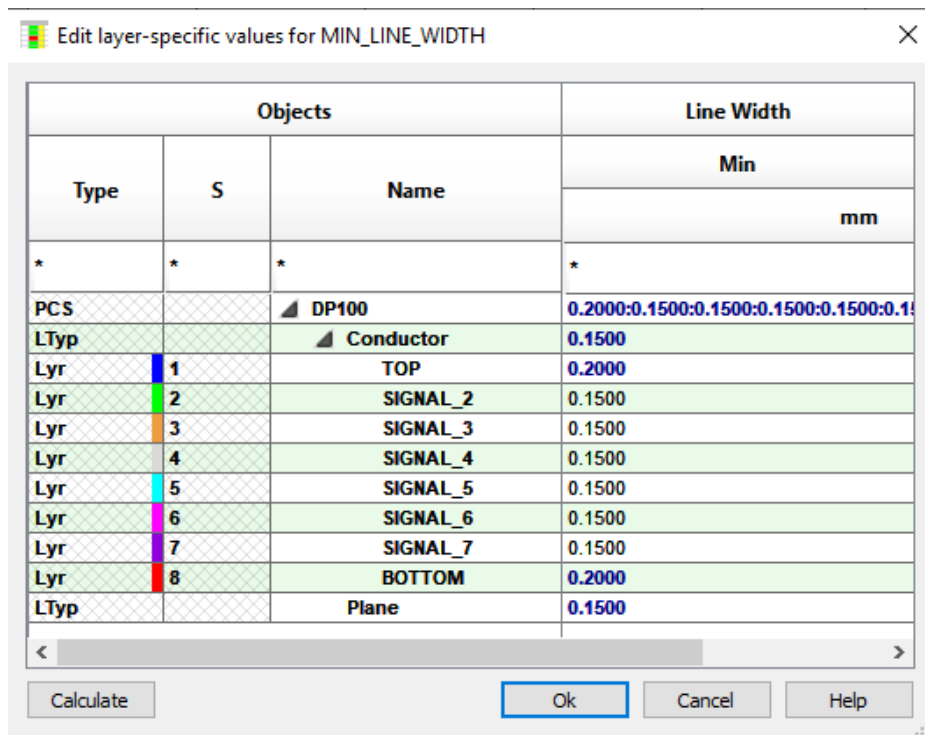 Edit layer-specific values for MIN_LINE_WIDTH
Objects Line Width
Type S Name Min
mm
* * * *
PCS DP100 0.2000:0.1500:0.1500:0.1500:0.1500:0.1
LTyp Conductor 0.1500
Lyr 1 TOP 0.2000
Lyr 2 SIGNAL_2 0.1500
Lyr 3 SIGNAL_3 0.1500
Lyr 4 SIGNAL_4 0.1500
Lyr 5 SIGNAL_5 0.1500
Lyr 6 SIGNAL_6 0.1500
Lyr 7 SIGNAL_7 0.1500
Lyr 8 BOTTOM 0.2000
LTyp Plane 0.1500
Calculate Ok Cancel Help